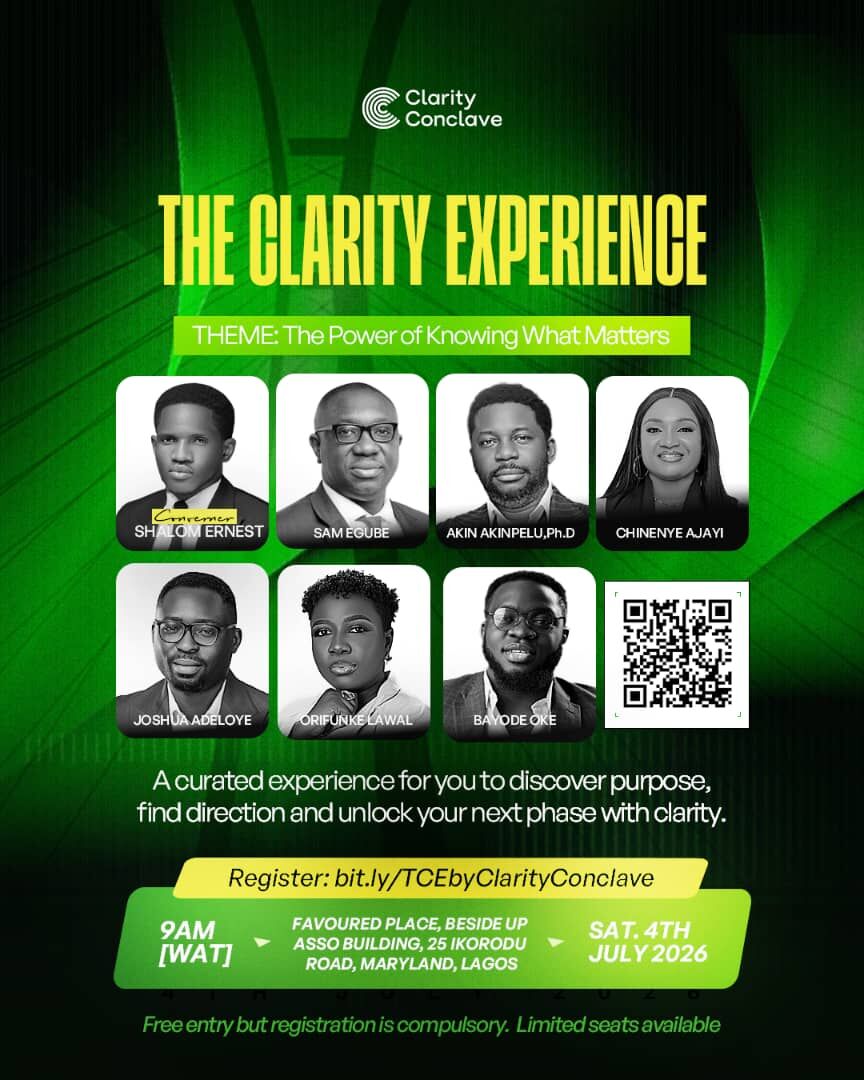 Clarity
Conclave
THE CLARITY EXPERIENCE
THEME: The Power of Knowing What Matters
Convener
SHALOM ERNEST
SAM EGUBE
AKIN AKINPELU,Ph.D
CHINENYE AJAYI
JOSHUA ADELOYE
ORIFUNKE LAWAL
BAYODE OKE
A curated experience for you to discover purpose,
find direction and unlock your next phase with clarity.
Register: bit.ly/TCEbyClarityConclave
9AM
[WAT]
FAVOURED PLACE, BESIDE UP
ASSO BUILDING, 25 IKORODU
ROAD, MARYLAND, LAGOS
SAT. 4TH
JULY 2026
4TH JULY 2026
Free entry but registration is compulsory. Limited seats available